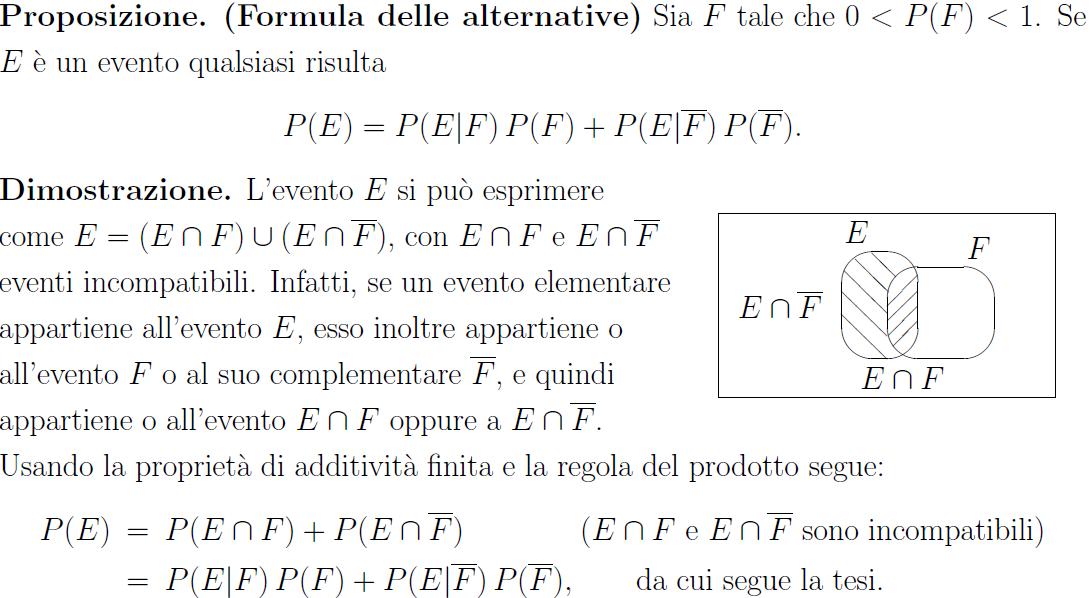 Proposizione. (Formula delle alternative) Sia F tale che 0 < P(F) < 1. Se
E è un evento qualsiasi risulta
P(E) = P(E|F) P(F) + P(E|F̅) P(F̅).
Dimostrazione. L'evento E si può esprimere
come E = (E ∩ F) ∪ (E ∩ F̅), con E ∩ F e E ∩ F̅
eventi incompatibili. Infatti, se un evento elementare
appartiene all'evento E, esso inoltre appartiene o
all'evento F o al suo complementare F̅, e quindi
appartiene o all'evento E ∩ F oppure a E ∩ F̅.
E
F
E ∩ F̅
E ∩ F
Usando la proprietà di additività finita e la regola del prodotto segue:
P(E) = P(E ∩ F) + P(E ∩ F̅) (E ∩ F e E ∩ F̅ sono incompatibili)
= P(E|F) P(F) + P(E|F̅) P(F̅), da cui segue la tesi.